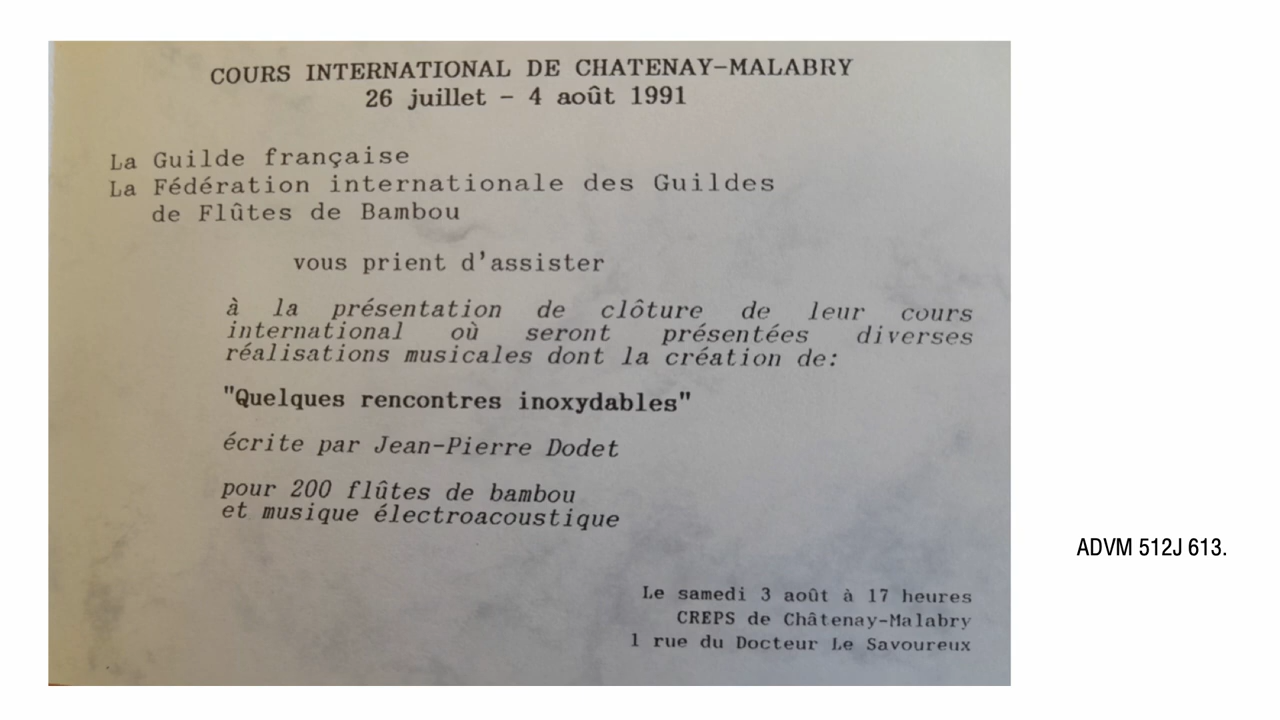 COURS INTERNATIONAL DE CHATENAY-MALABRY
26 juillet - 4 août 1991
La Guilde française
La Fédération internationale des Guildes
de Flûtes de Bambou
vous prient d'assister
à la présentation de clôture de leur cours
international où seront présentées diverses
réalisations musicales dont la création de:
"Quelques rencontres inoxydables"
écrite par Jean-Pierre Dodet
pour 200 flûtes de bambou
et musique électroacoustique
Le samedi 3 août à 17 heures
CREPS de Châtenay-Malabry
1 rue du Docteur Le Savoureux
ADVM 512J 613.